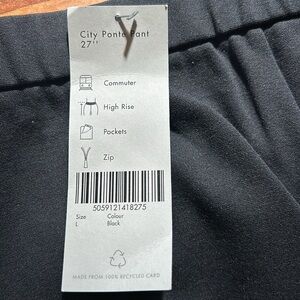 City Ponte Pant
27''
Commuter
High Rise
Pockets
Zip
5059121418275
Size Colour
L Black
MADE FROM 100% RECYCLED CARD